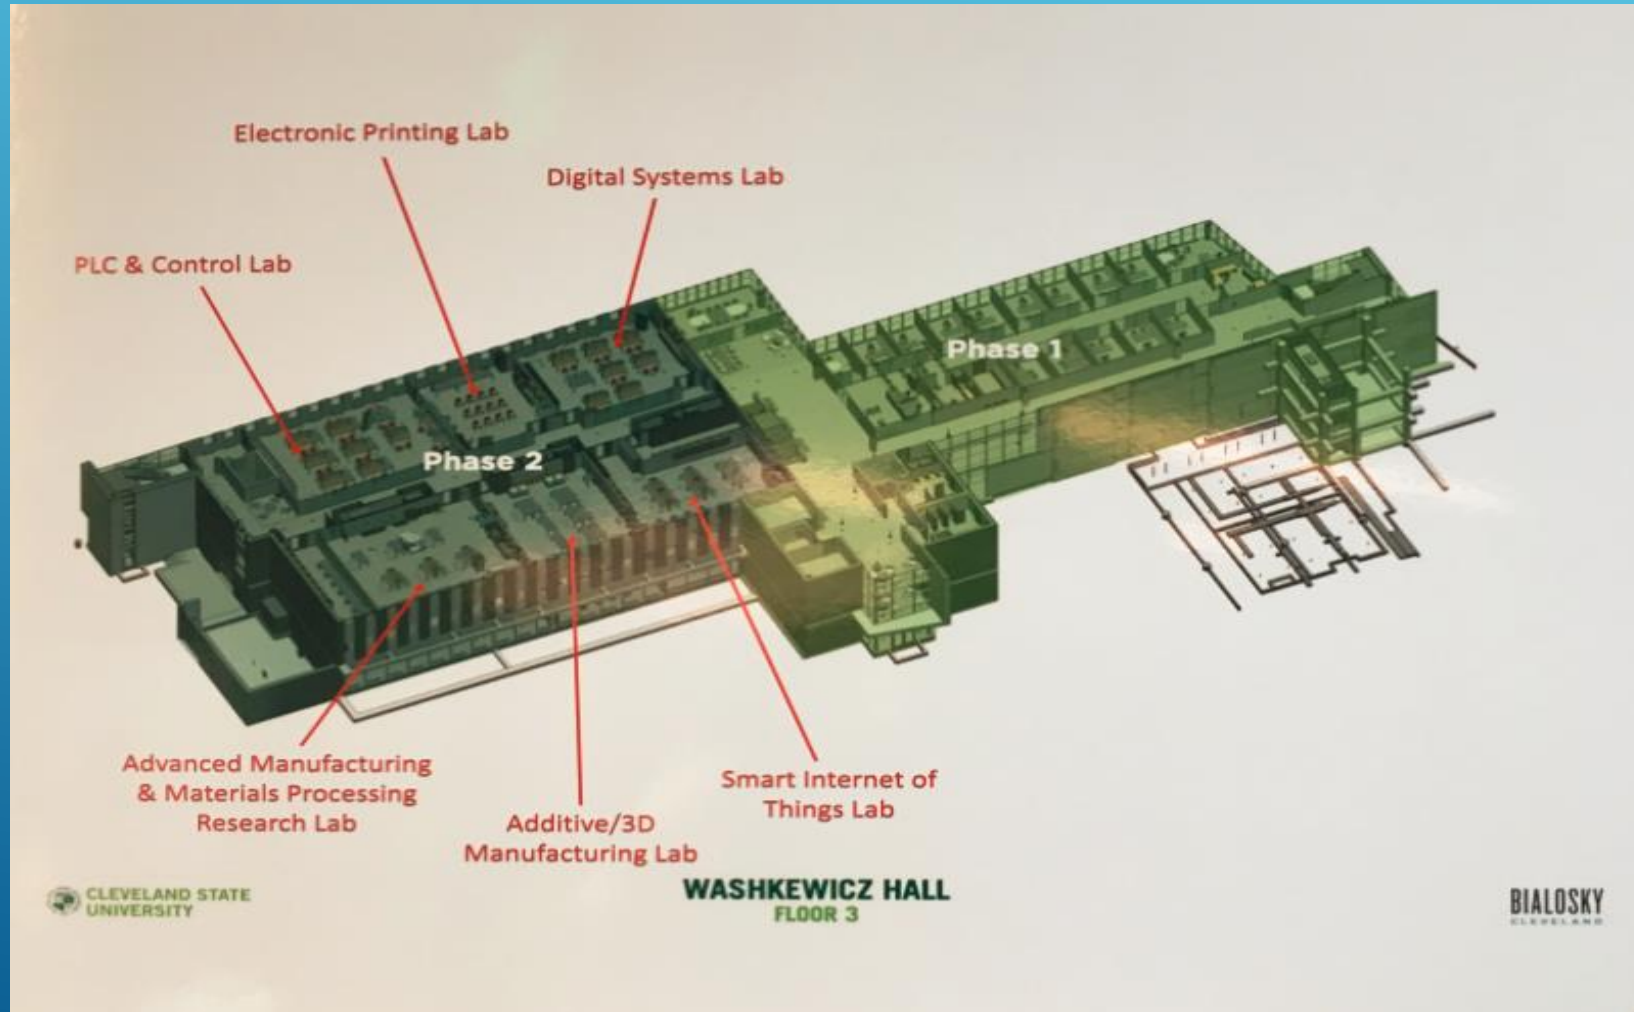 Electronic Printing Lab
Digital Systems Lab
PLC & Control Lab
Phase 1
Phase 2
Advanced Manufacturing
& Materials Processing
Research Lab
Additive/3D
Manufacturing Lab
Smart Internet of
Things Lab
CLEVELAND STATE
UNIVERSITY
WASHKEWICZ HALL
FLOOR 3
BIALOSKY
CLEVELAND